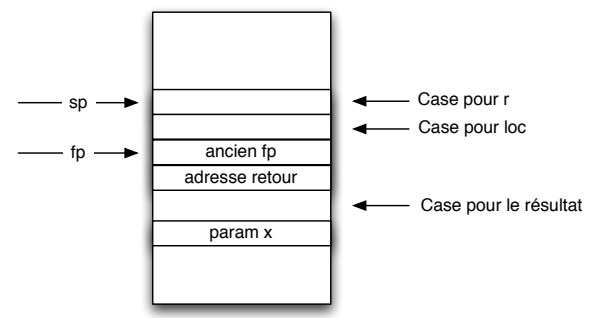 sp
Case pour r
Case pour loc
fp
ancien fp
adresse retour
Case pour le résultat
param x